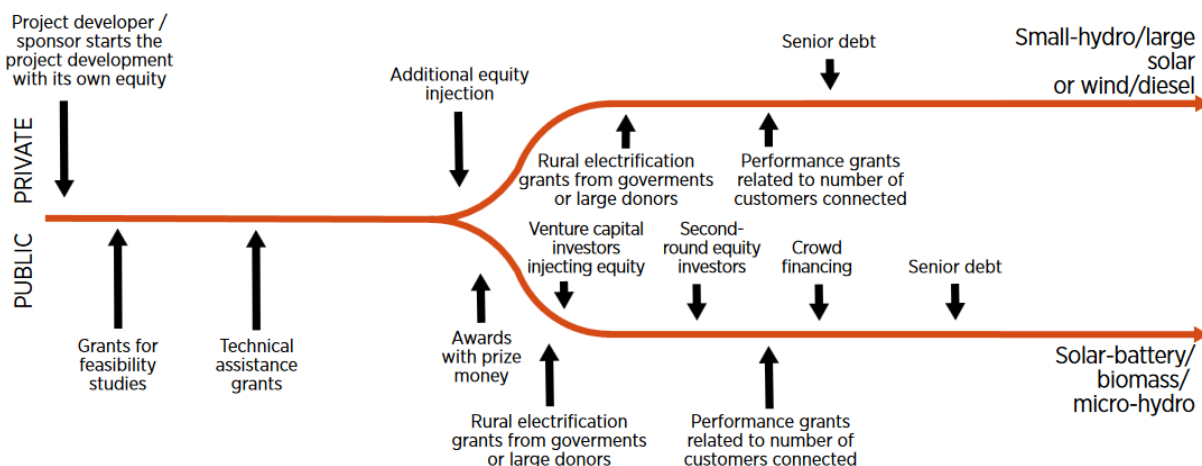 Project developer /
sponsor starts the
project development
with its own equity
Additional equity
injection
Senior debt
Small-hydro/large
solar
or wind/diesel
PRIVATE
Rural electrification
grants from goverments
or large donors
Performance grants
related to number of
customers connected
PUBLIC
Venture capital
investors
injecting equity
Second-
round equity
investors
Crowd
financing
Senior debt
Grants for
feasibility
studies
Technical
assistance
grants
Awards
with prize
money
Solar-battery/
biomass/
micro-hydro
Rural electrification
grants from goverments
or large donors
Performance grants
related to number of
customers connected